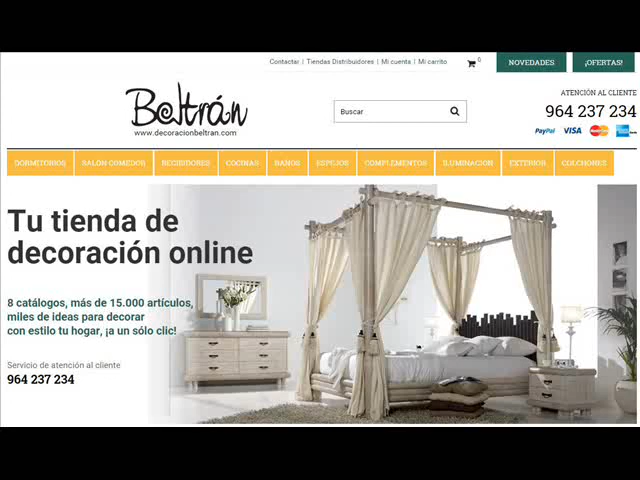 Contactar | Tiendas Distribuidores | Mi cuenta | Mi carrito
0
NOVEDADES
¡OFERTAS!
Beltrán
www.decoracionbeltran.com
Buscar
ATENCIÓN AL CLIENTE
964 237 234
PayPal VISA MasterCard
DORMITORIOS SALON COMEDOR RECIBIDORES COCINAS BAÑOS ESPEJOS COMPLEMENTOS ILUMINACION EXTERIOR COLCHONES
Tu tienda de
decoración online
8 catálogos, más de 15.000 artículos,
miles de ideas para decorar
con estilo tu hogar, ¡a un sólo clic!
Servicio de atención al cliente
964 237 234